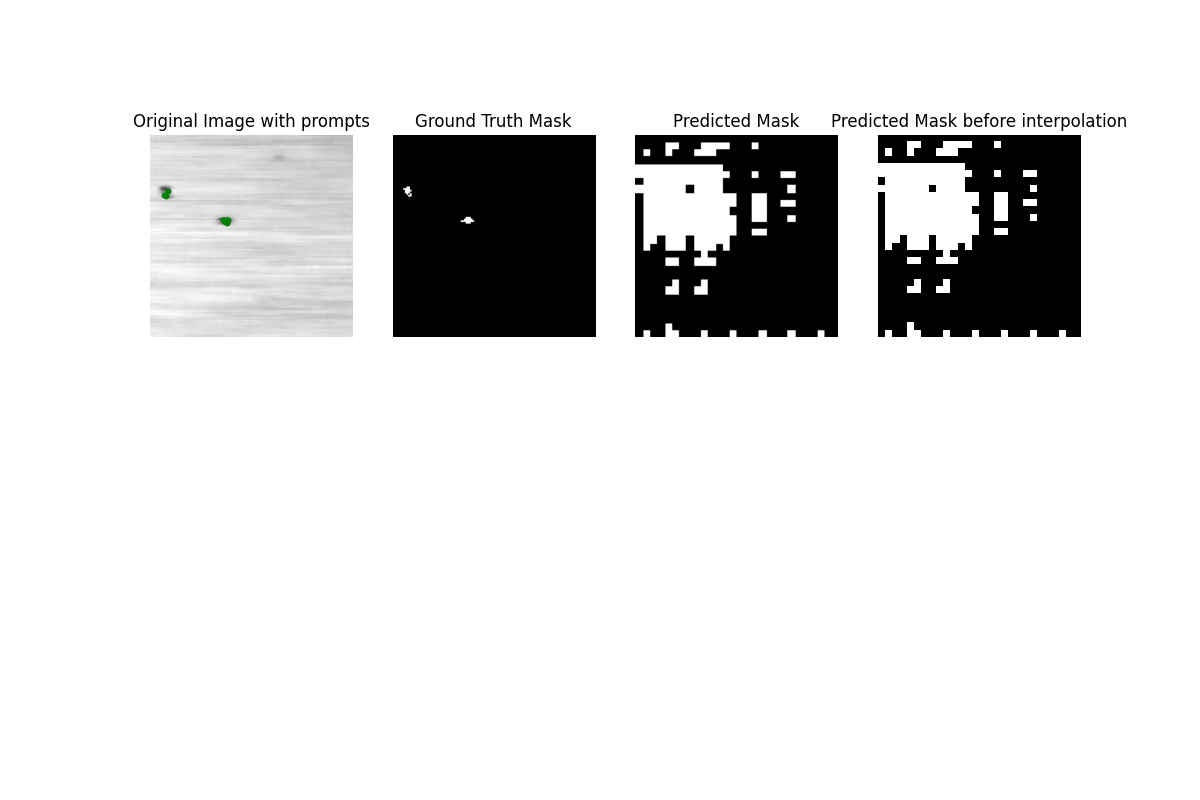 Original Image with prompts
Ground Truth Mask
Predicted Mask
Predicted Mask before interpolation